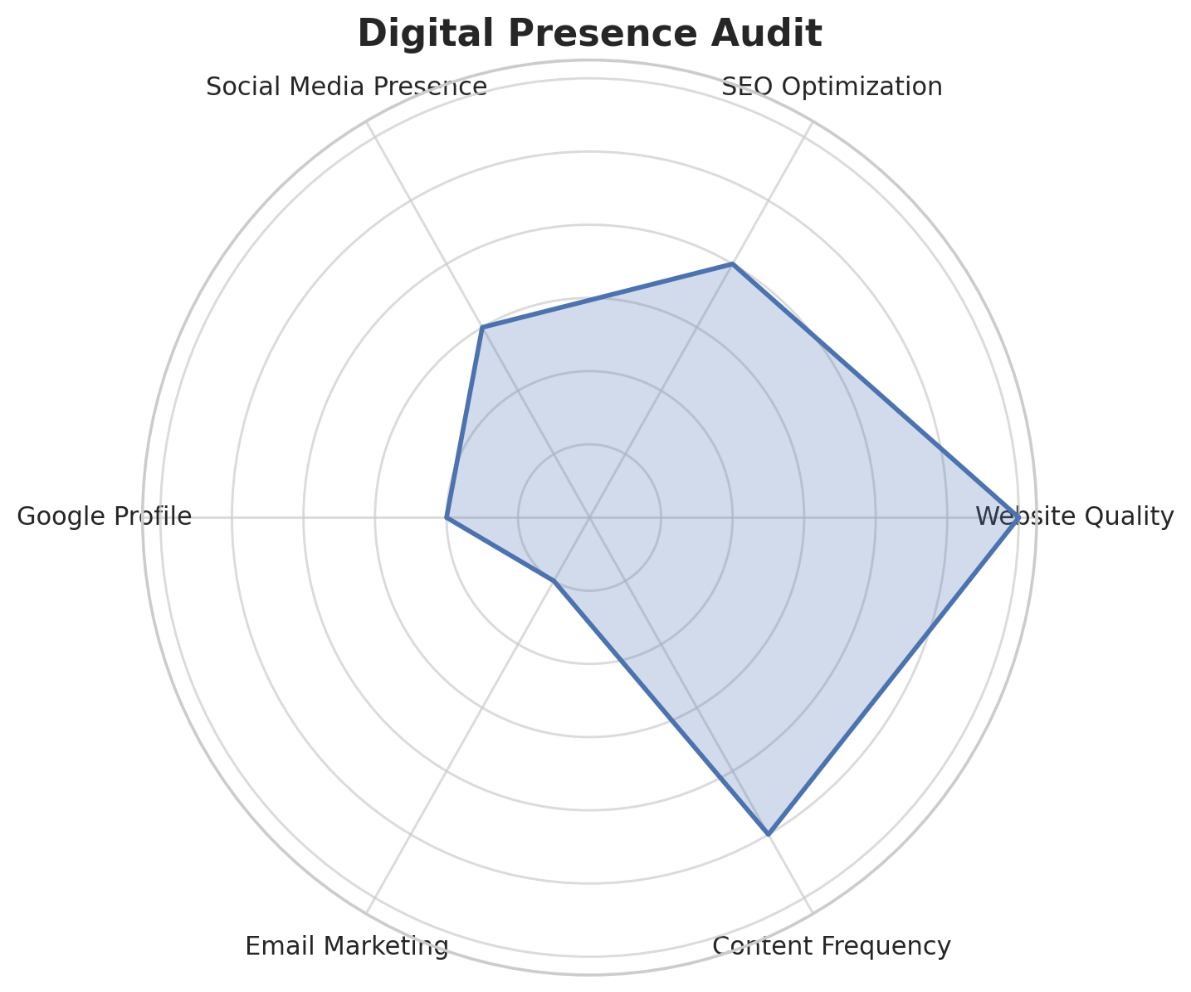 Digital Presence Audit
Social Media Presence
SEO Optimization
Google Profile
Website Quality
Email Marketing
Content Frequency